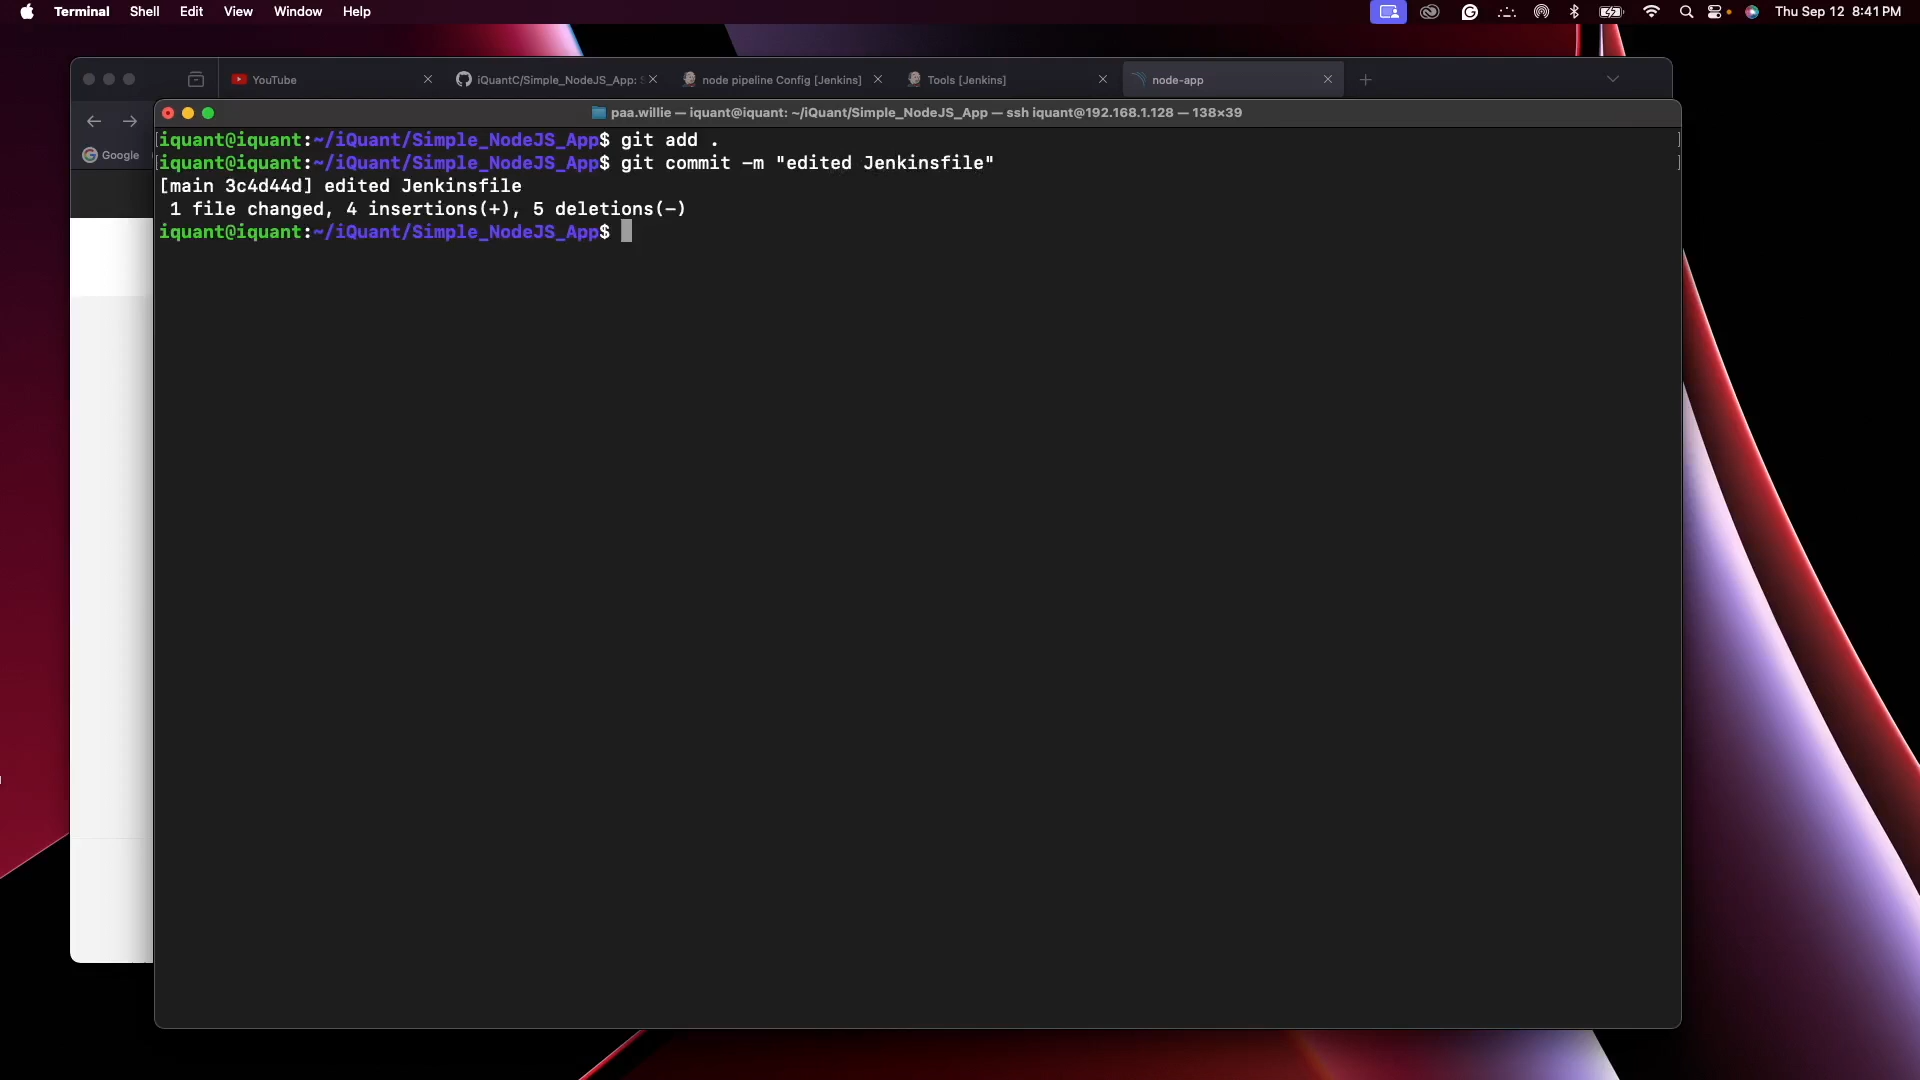 Terminal Shell Edit View Window Help Thu Sep 12 8:41 PM
YouTube iQuantC/Simple_NodeJS_App: node pipeline Config [Jenkins] Tools [Jenkins] node-app
paa.willie — iquant@iquant: ~/iQuant/Simple_NodeJS_App — ssh iquant@192.168.1.128 — 138×39
Google
iquant@iquant:~/iQuant/Simple_NodeJS_App$ git add .
iquant@iquant:~/iQuant/Simple_NodeJS_App$ git commit -m "edited Jenkinsfile"
[main 3c4d44d] edited Jenkinsfile
1 file changed, 4 insertions(+), 5 deletions(-)
iquant@iquant:~/iQuant/Simple_NodeJS_App$